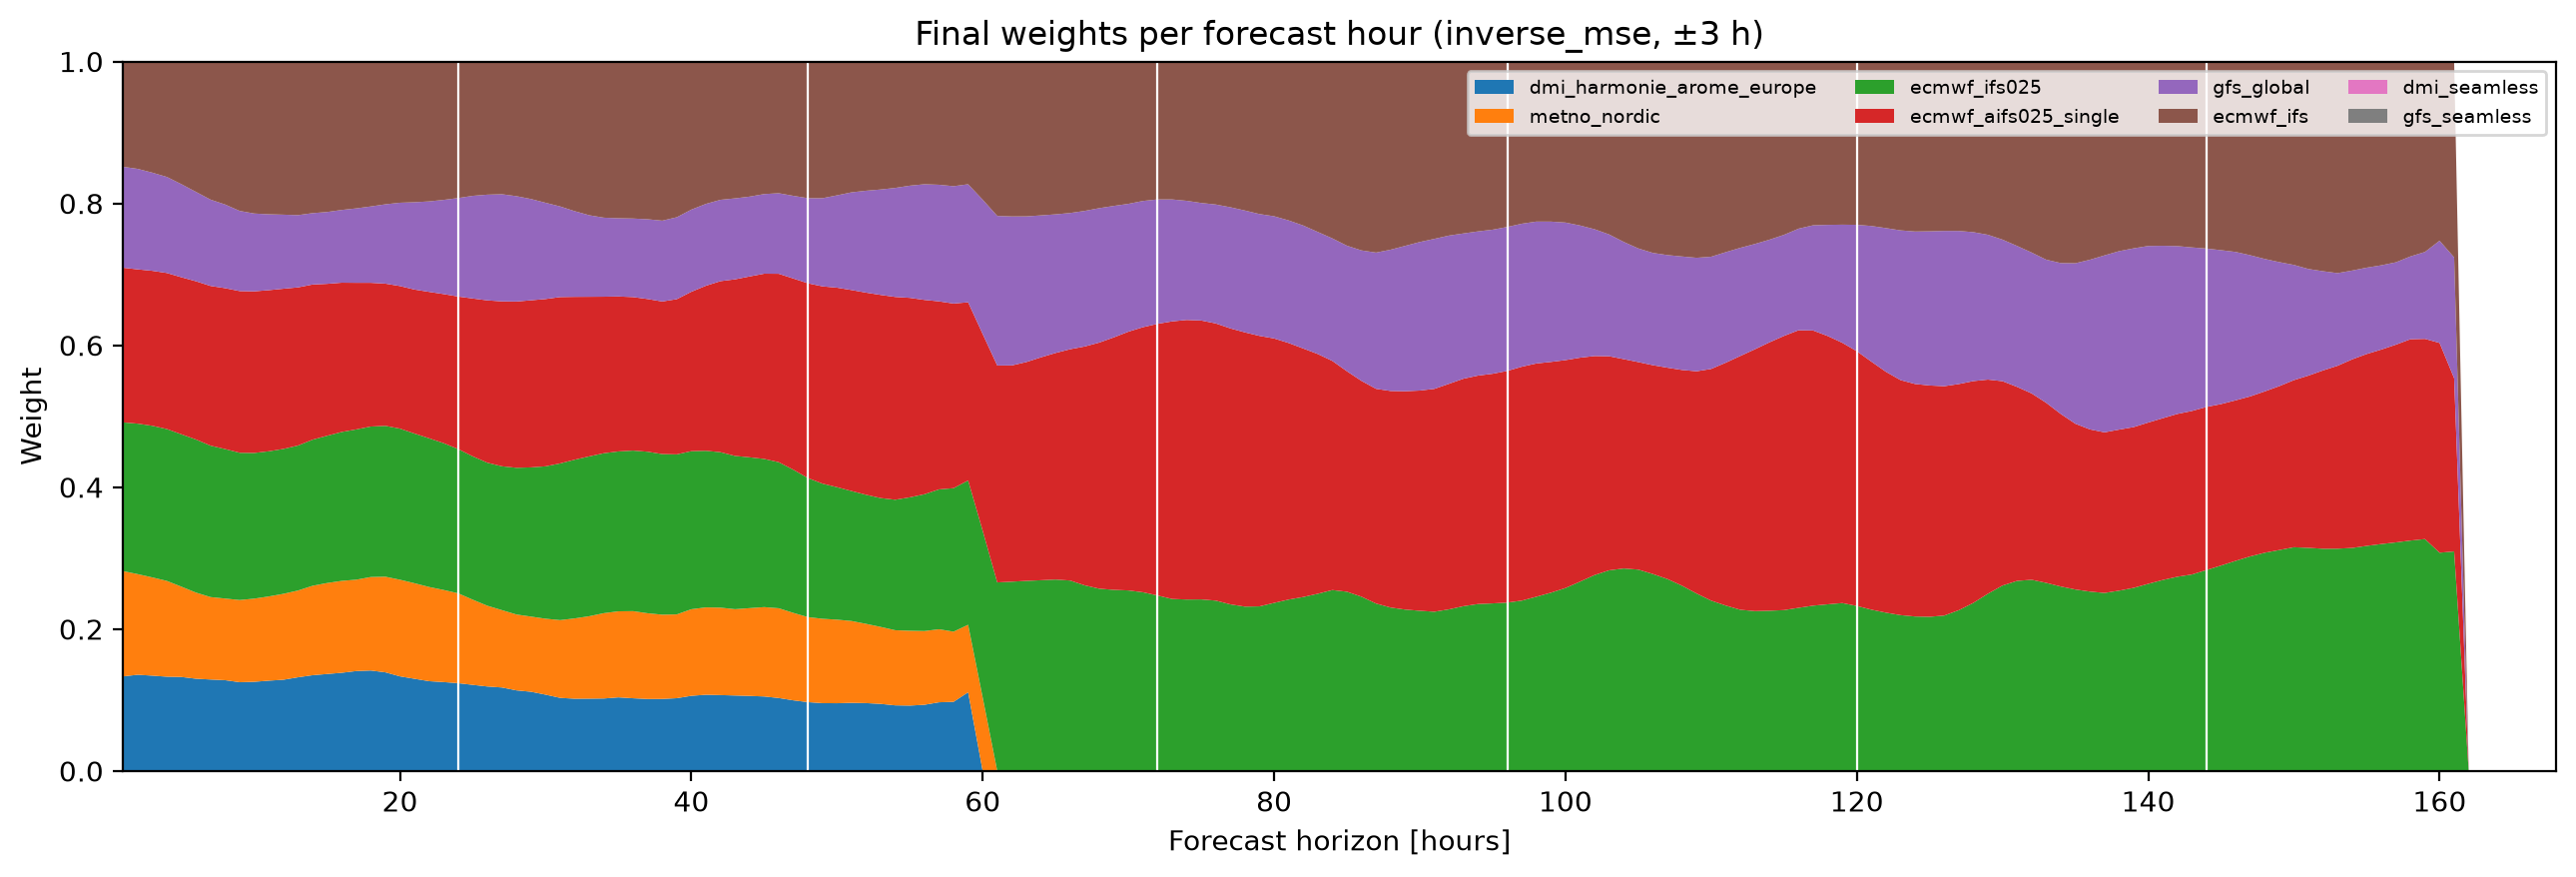 Final weights per forecast hour (inverse_mse, ±3 h)
dmi_harmonie_arome_europe
metno_nordic
ecmwf_ifs025
ecmwf_aifs025_single
gfs_global
ecmwf_ifs
dmi_seamless
gfs_seamless
Weight
1.0
0.8
0.6
0.4
0.2
0.0
20 40 60 80 100 120 140 160
Forecast horizon [hours]